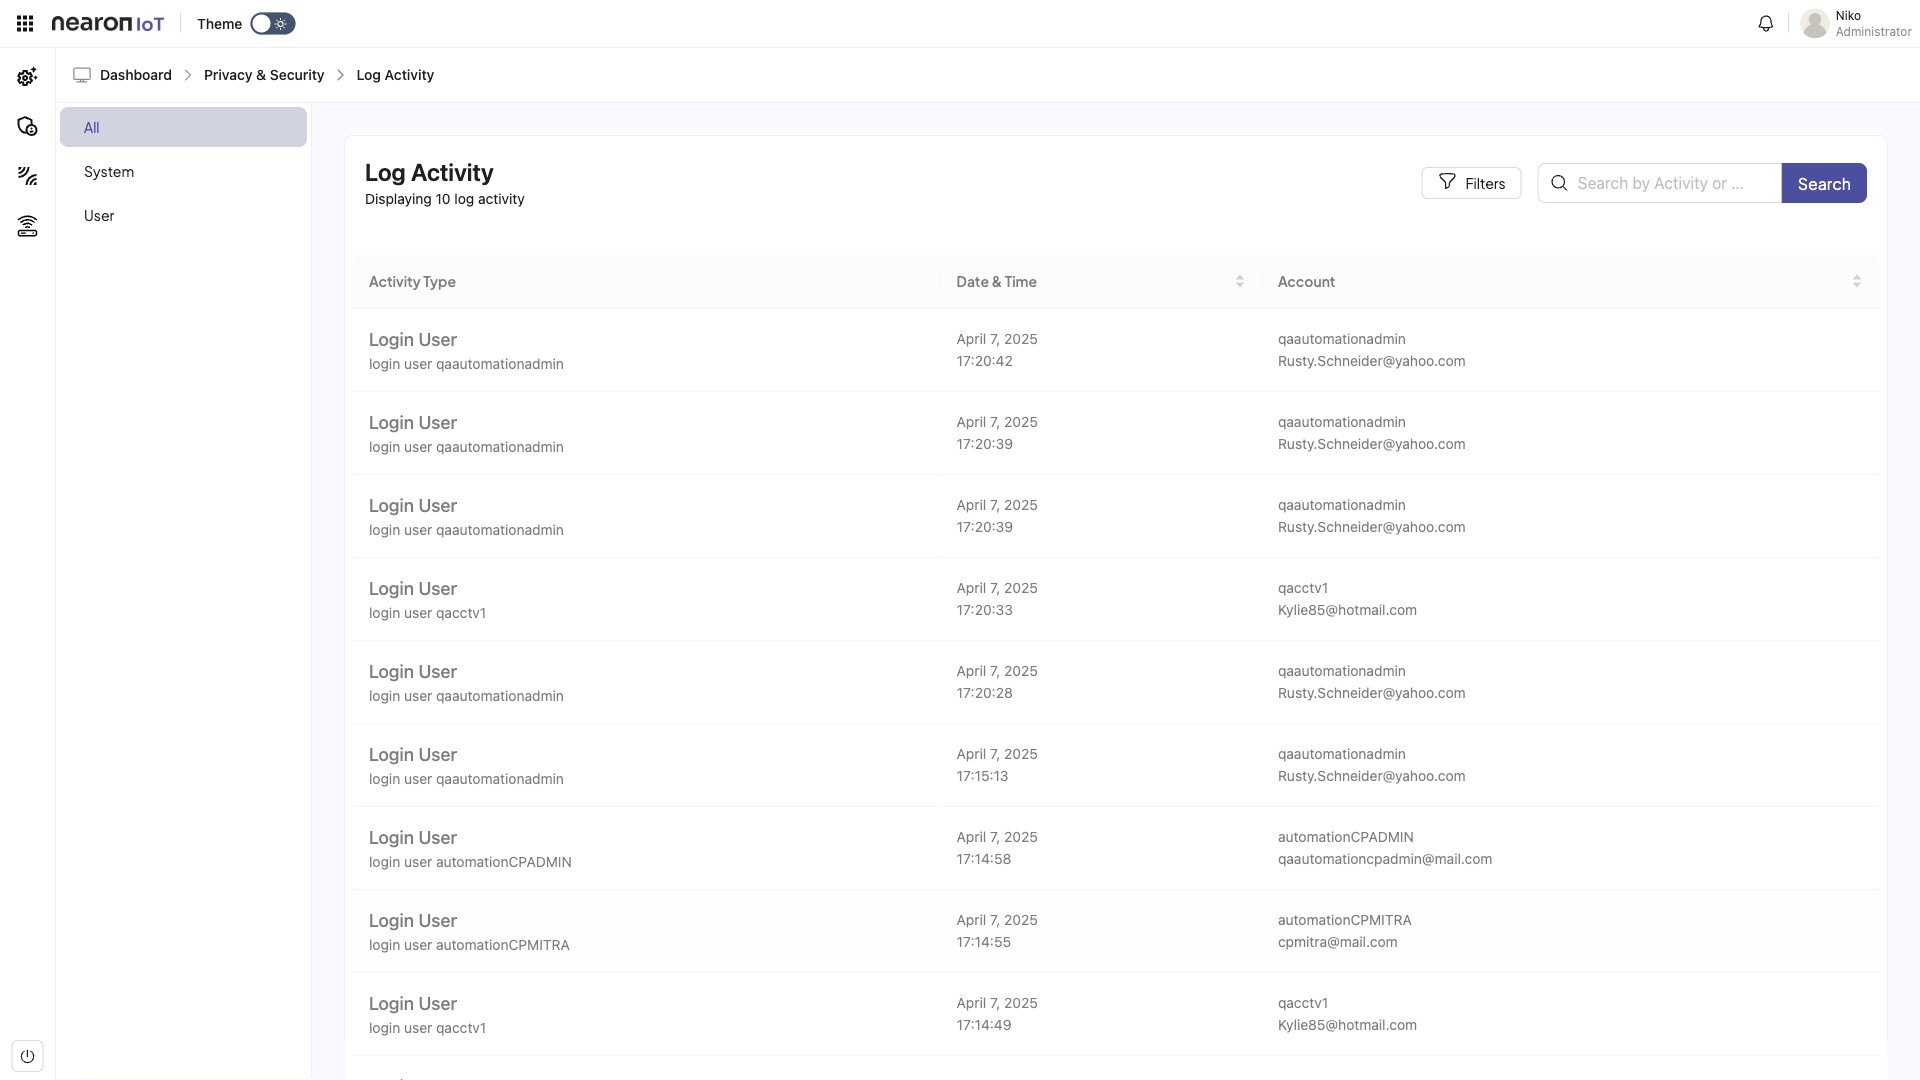 nearon IoT
Theme
Niko
Administrator
Dashboard > Privacy & Security > Log Activity
All
System
User
Log Activity
Displaying 10 log activity
Filters
Search by Activity or ...
Search
Activity Type Date & Time Account
Login User
login user qaautomationadmin
April 7, 2025
17:20:42
qaautomationadmin
Rusty.Schneider@yahoo.com
Login User
login user qaautomationadmin
April 7, 2025
17:20:39
qaautomationadmin
Rusty.Schneider@yahoo.com
Login User
login user qaautomationadmin
April 7, 2025
17:20:39
qaautomationadmin
Rusty.Schneider@yahoo.com
Login User
login user qacctv1
April 7, 2025
17:20:33
qacctv1
Kylie85@hotmail.com
Login User
login user qaautomationadmin
April 7, 2025
17:20:28
qaautomationadmin
Rusty.Schneider@yahoo.com
Login User
login user qaautomationadmin
April 7, 2025
17:15:13
qaautomationadmin
Rusty.Schneider@yahoo.com
Login User
login user automationCPADMIN
April 7, 2025
17:14:58
automationCPADMIN
qaautomationcpadmin@mail.com
Login User
login user automationCPMITRA
April 7, 2025
17:14:55
automationCPMITRA
cpmitra@mail.com
Login User
login user qacctv1
April 7, 2025
17:14:49
qacctv1
Kylie85@hotmail.com